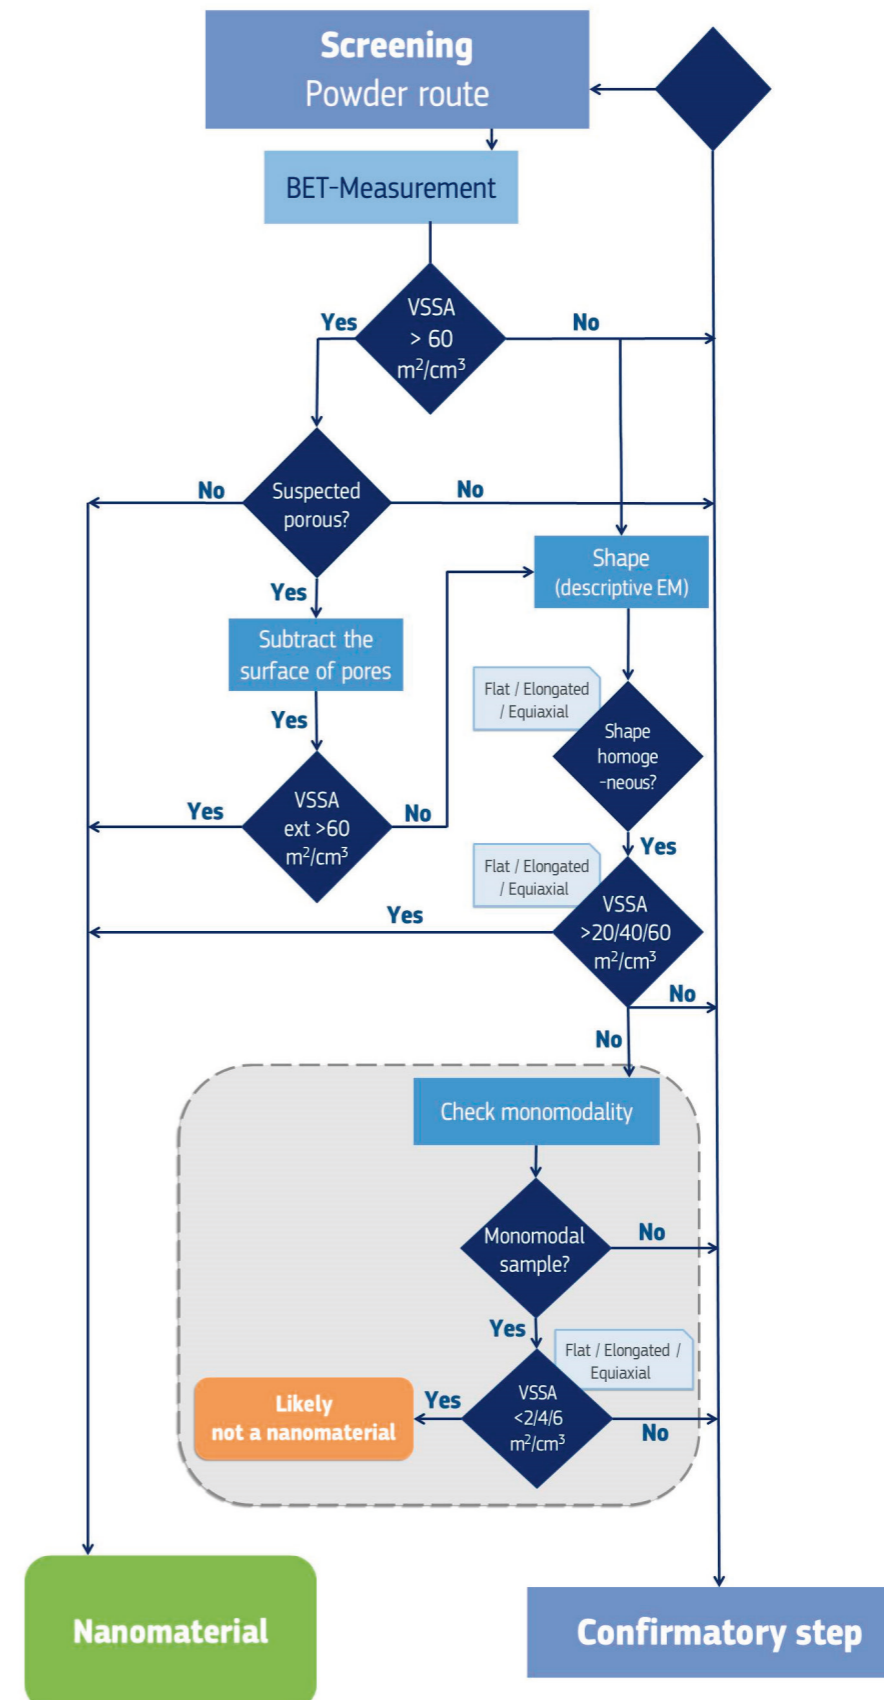 Screening
Powder route
BET-Measurement
VSSA
> 60
m²/cm³
Yes
No
Suspected
porous?
No
No
Yes
Shape
(descriptive EM)
Subtract the
surface of pores
Yes
Flat / Elongated
/ Equiaxial
Shape
homoge
-neous?
VSSA
ext >60
m²/cm³
Yes
No
Yes
Flat / Elongated
/ Equiaxial
VSSA
>20/40/60
m²/cm³
Yes
No
No
Check monomodality
Monomodal
sample?
No
Yes
Flat / Elongated /
Equiaxial
VSSA
<2/4/6
m²/cm³
Yes
No
Likely
not a nanomaterial
Nanomaterial
Confirmatory step